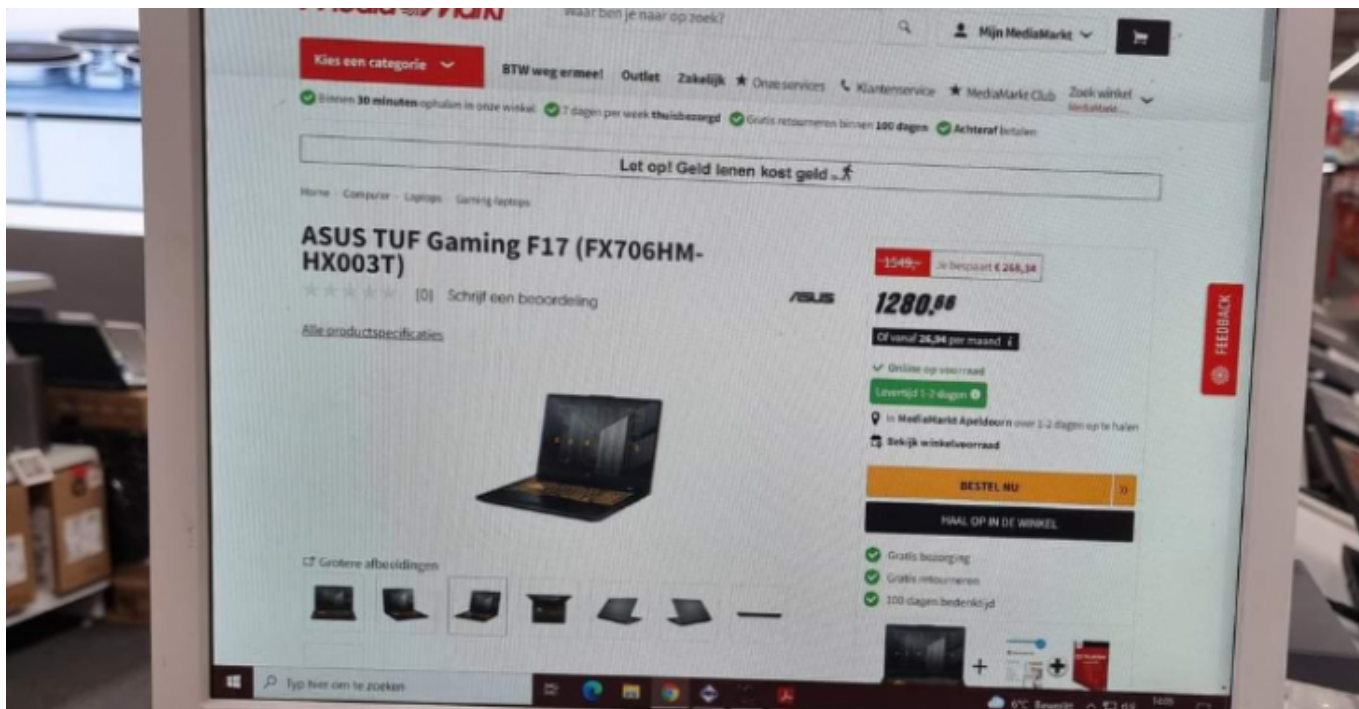 Media Markt
Waar ben je naar op zoek?
Mijn MediaMarkt
Kies een categorie
BTW weg ermee! Outlet Zakelijk Onze services Klantenservice MediaMarkt Club Zoek winkel
MediaMarkt...
Binnen 30 minuten ophalen in onze winkel 7 dagen per week thuisbezorgd Gratis retourneren binnen 100 dagen Achteraf betalen
Let op! Geld lenen kost geld
Home Computer Laptops Gaming laptops
ASUS TUF Gaming F17 (FX706HM-
HX003T)
(0) Schrijf een beoordeling
ASUS
Alle productspecificaties
1549,- Je bespaart € 268,34
1280.66
Of vanaf 26,94 per maand i
Online op voorraad
Levertijd 1-2 dagen
In MediaMarkt Apeldoorn over 1-2 dagen op te halen
Bekijk winkelvoorraad
BESTEL NU
HAAL OP IN DE WINKEL
Gratis bezorging
Gratis retourneren
100 dagen bedenktijd
FEEDBACK
Grotere afbeeldingen
+ +
Typ hier om te zoeken
6°C Bewolkt